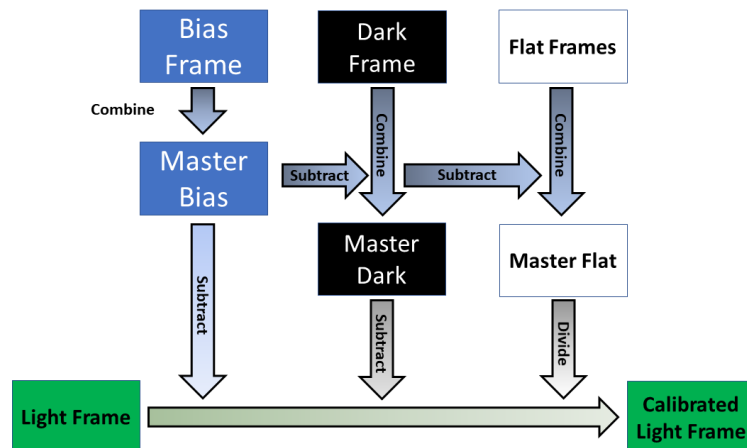 Bias
Frame
Dark
Frame
Flat Frames
Combine
Combine
Combine
Master
Bias
Subtract
Subtract
Master
Dark
Master Flat
Subtract
Subtract
Divide
Light Frame
Calibrated
Light Frame